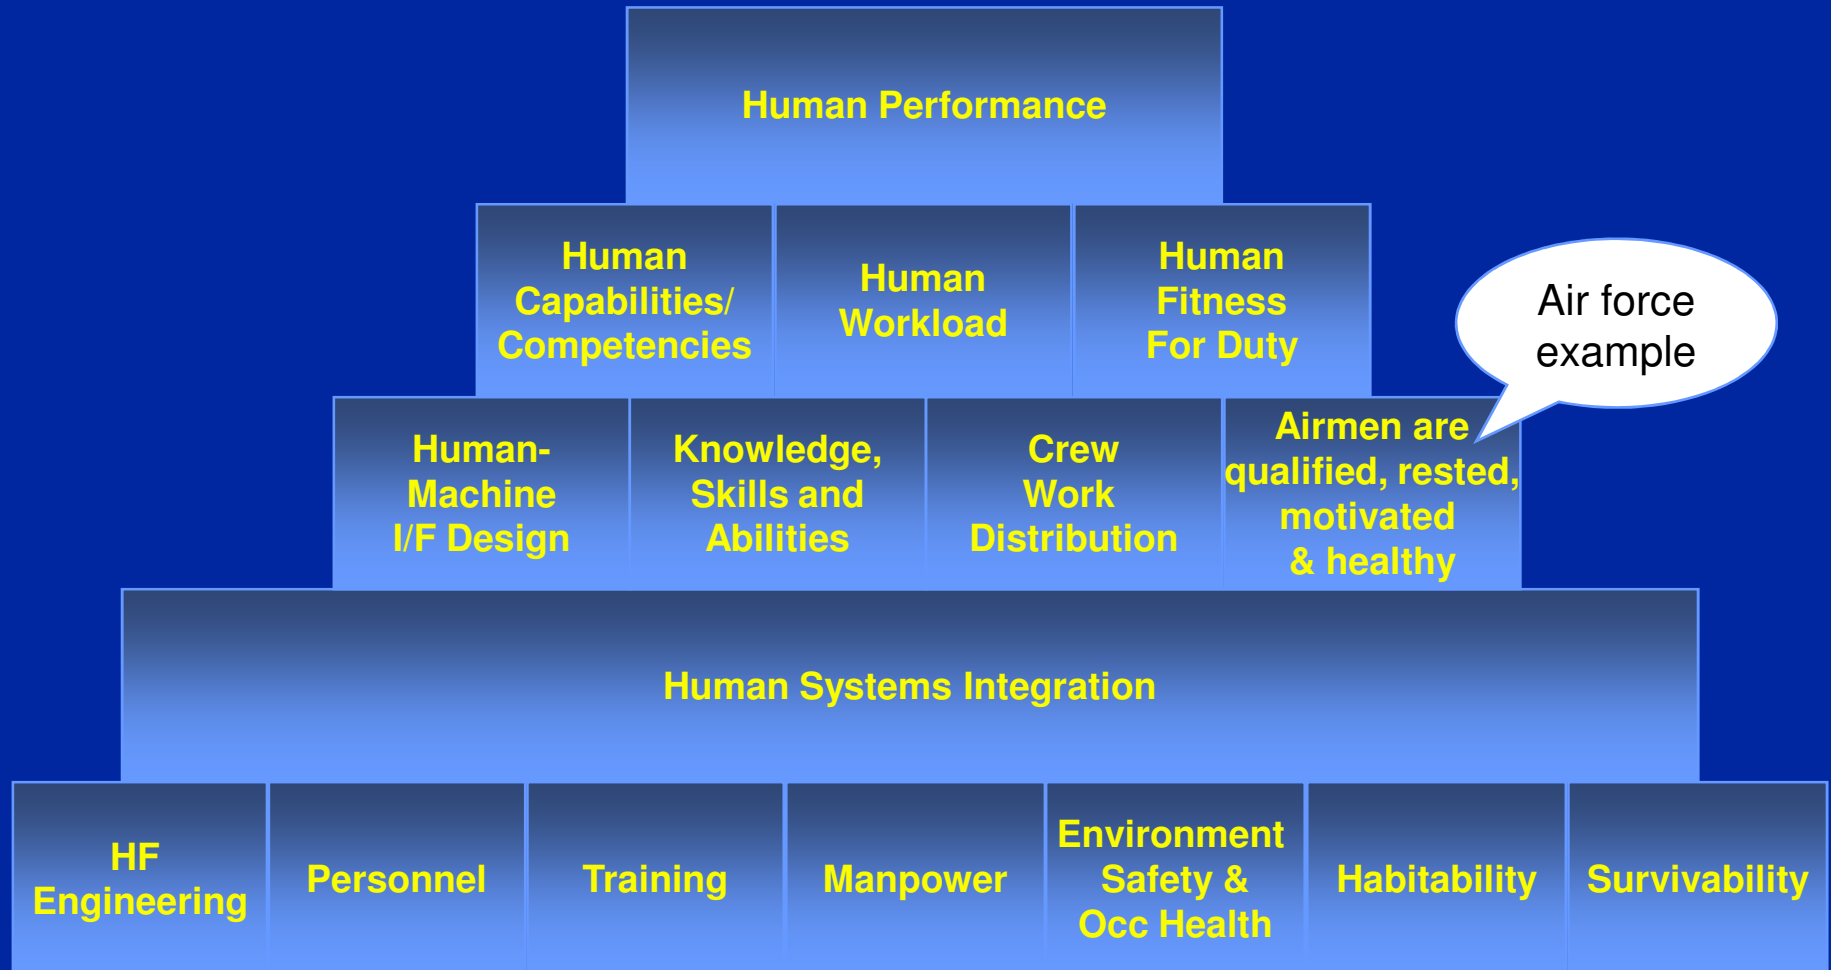 Human Performance
Human
Capabilities/
Competencies
Human
Workload
Human
Fitness
For Duty
Air force
example
Human-
Machine
I/F Design
Knowledge,
Skills and
Abilities
Crew
Work
Distribution
Airmen are
qualified, rested,
motivated
& healthy
Human Systems Integration
HF
Engineering
Personnel
Training
Manpower
Environment
Safety &
Occ Health
Habitability
Survivability